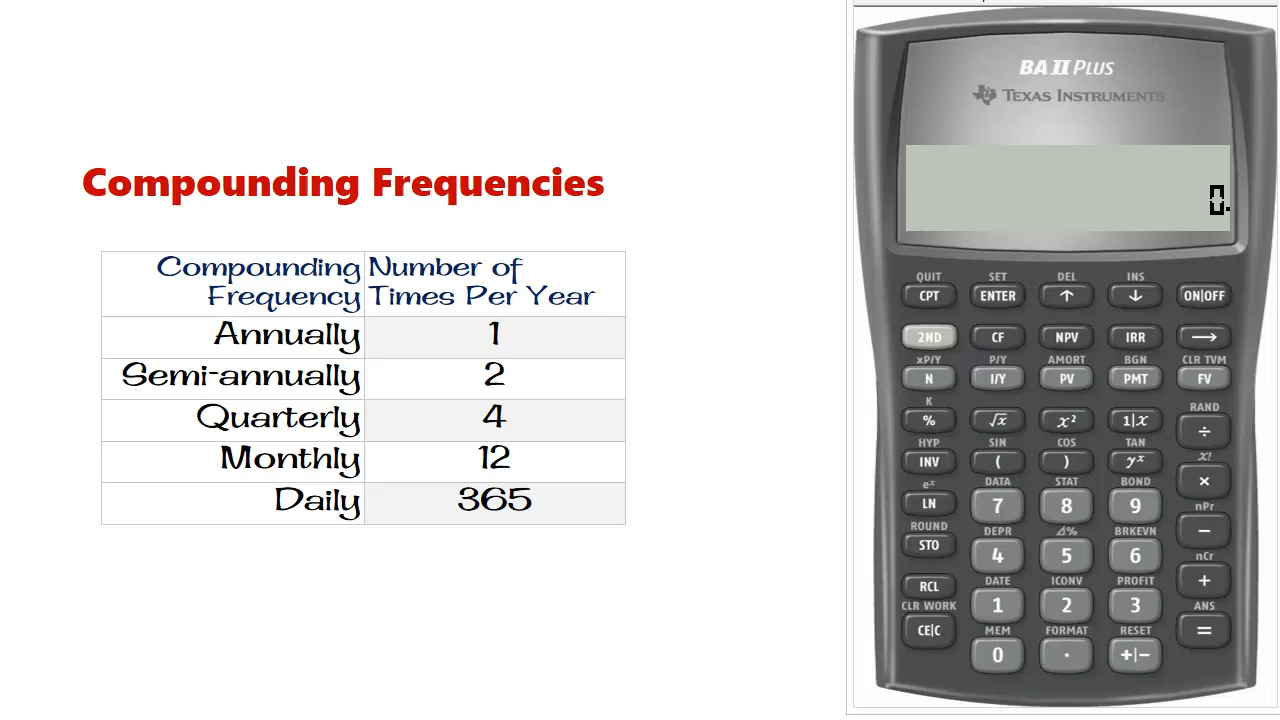 Compounding Frequencies
Compounding Frequency Number of Times Per Year
Annually 1
Semi-annually 2
Quarterly 4
Monthly 12
Daily 365
BA II PLUS
TEXAS INSTRUMENTS
0.
QUIT SET DEL INS
CPT ENTER ↑ ↓ ON|OFF
2ND CF NPV IRR →
xP/Y P/Y AMORT BGN CLR TVM
N I/Y PV PMT FV
K RAND
% √x x² 1|x ÷
HYP SIN COS TAN x!
INV ( ) yˣ ×
eˣ DATA STAT BOND nPr
LN 7 8 9 −
ROUND DEPR Δ% BRKEVN nCr
STO 4 5 6 +
DATE ICONV PROFIT
RCL 1 2 3
CLR WORK ANS
CE|C =
MEM FORMAT RESET
0 . +|−